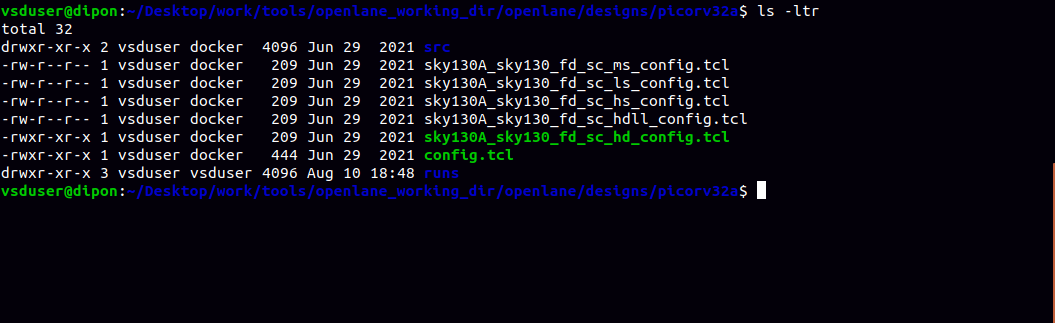 vsduser@dipon:~/Desktop/work/tools/openlane_working_dir/openlane/designs/picorv32a$ ls -ltr
total 32
drwxr-xr-x 2 vsduser docker  4096 Jun 29  2021 src
-rw-r--r-- 1 vsduser docker   209 Jun 29  2021 sky130A_sky130_fd_sc_ms_config.tcl
-rw-r--r-- 1 vsduser docker   209 Jun 29  2021 sky130A_sky130_fd_sc_ls_config.tcl
-rw-r--r-- 1 vsduser docker   209 Jun 29  2021 sky130A_sky130_fd_sc_hs_config.tcl
-rw-r--r-- 1 vsduser docker   209 Jun 29  2021 sky130A_sky130_fd_sc_hdll_config.tcl
-rwxr-xr-x 1 vsduser docker   209 Jun 29  2021 sky130A_sky130_fd_sc_hd_config.tcl
-rwxr-xr-x 1 vsduser docker   444 Jun 29  2021 config.tcl
drwxr-xr-x 3 vsduser vsduser 4096 Aug 10 18:48 runs
vsduser@dipon:~/Desktop/work/tools/openlane_working_dir/openlane/designs/picorv32a$